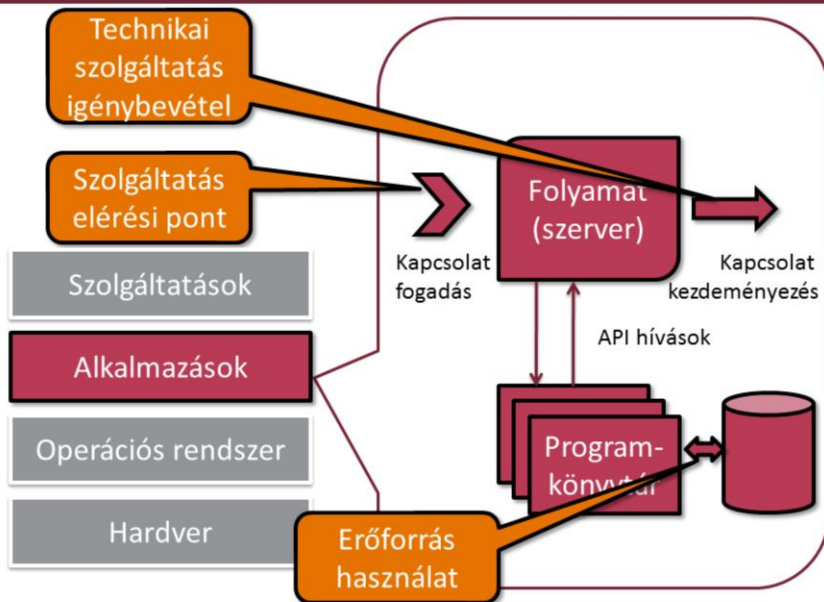 Technikai
szolgáltatás
igénybevétel
Szolgáltatás
elérési pont
Folyamat
(szerver)
Kapcsolat
fogadás
Kapcsolat
kezdeményezés
Szolgáltatások
API hívások
Alkalmazások
Operációs rendszer
Program-
könyvtár
Hardver
Erőforrás
használat